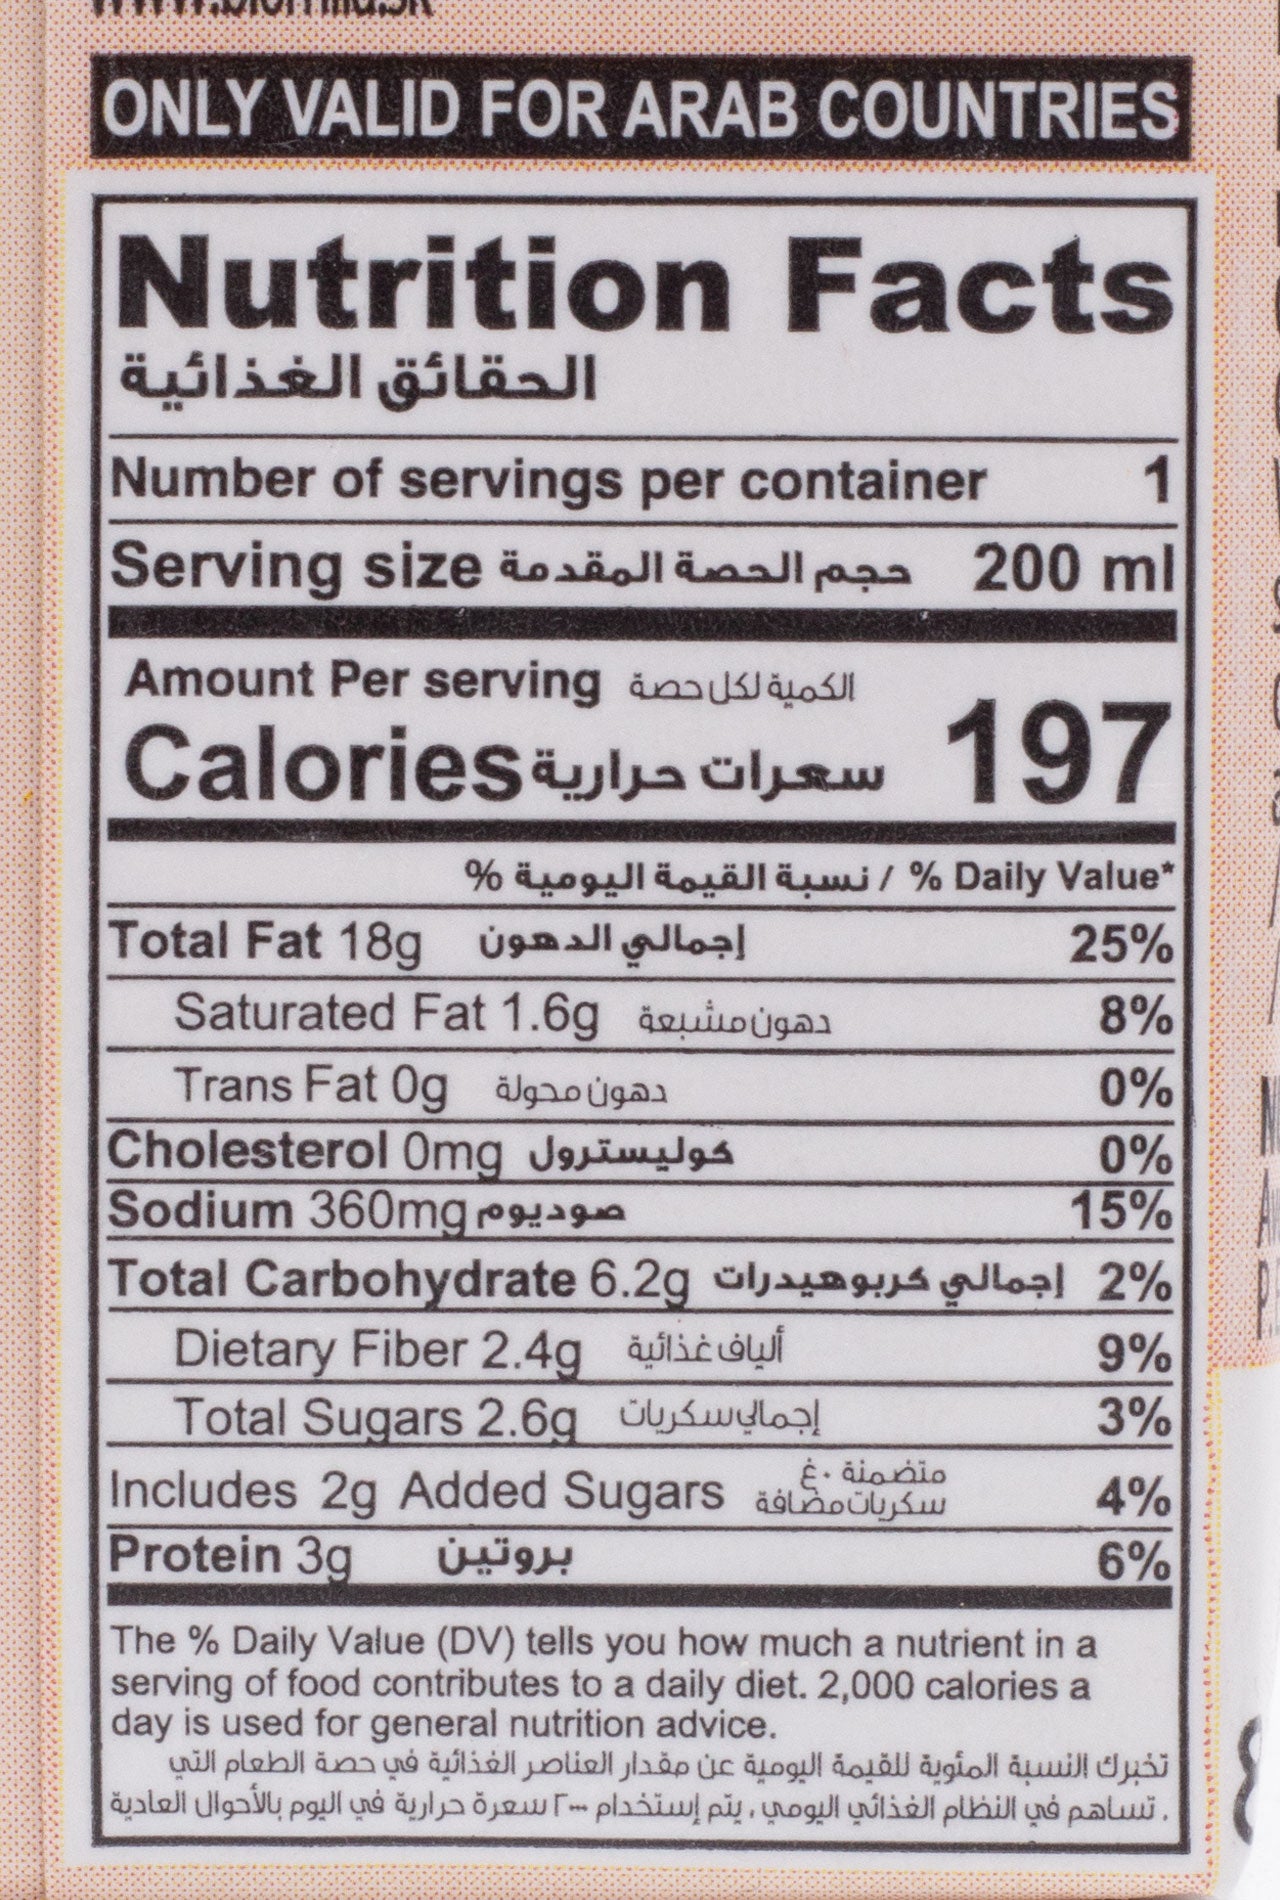 ONLY VALID FOR ARAB COUNTRIES
Nutrition Facts
الحقائق الغذائية
Number of servings per container 1
Serving size حجم الحصة المقدمة 200 ml
Amount Per serving الكمية لكل حصة
Calories سعرات حرارية 197
% نسبة القيمة اليومية / % Daily Value*
Total Fat 18g إجمالي الدهون 25%
Saturated Fat 1.6g دهون مشبعة 8%
Trans Fat 0g دهون محولة 0%
Cholesterol 0mg كوليسترول 0%
Sodium 360mg صوديوم 15%
Total Carbohydrate 6.2g إجمالي كربوهيدرات 2%
Dietary Fiber 2.4g ألياف غذائية 9%
Total Sugars 2.6g إجمالي سكريات 3%
Includes 2g Added Sugars متضمنة ٠غ سكريات مضافة 4%
Protein 3g بروتين 6%
The % Daily Value (DV) tells you how much a nutrient in a
serving of food contributes to a daily diet. 2,000 calories a
day is used for general nutrition advice.
تخبرك النسبة المئوية للقيمة اليومية عن مقدار العناصر الغذائية في حصة الطعام التي
تساهم في النظام الغذائي اليومي ، يتم إستخدام ٢٠٠٠ سعرة حرارية في اليوم بالأحوال العادية .